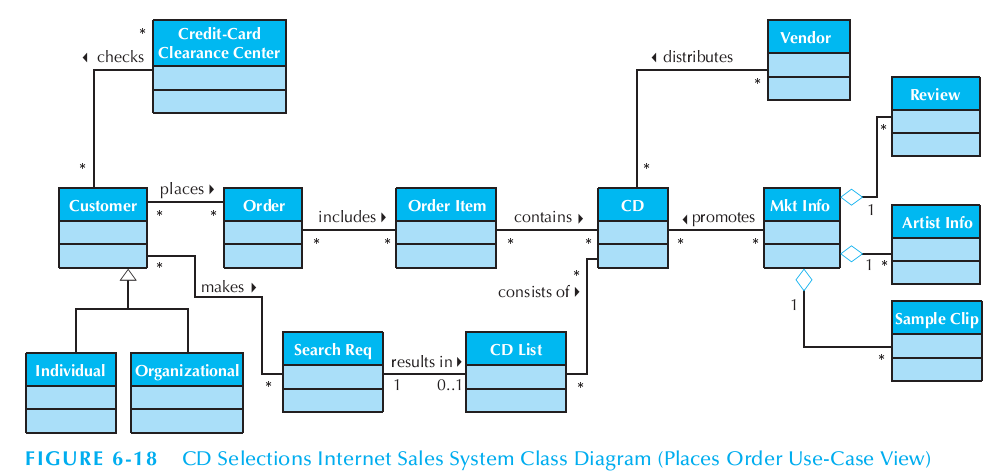 Credit-Card
Clearance Center
*
◂ checks
*
Vendor
◂ distributes
*
*
Review
*
1
Customer
places ▸
*
*
Order
includes ▸
*
*
Order Item
contains ▸
*
*
CD
◂ promotes
*
*
Mkt Info
Artist Info
1
*
Sample Clip
1
*
*
makes ▸
*
Search Req
results in ▸
1
0..1
CD List
*
consists of ▸
*
Individual
Organizational
FIGURE 6-18 CD Selections Internet Sales System Class Diagram (Places Order Use-Case View)